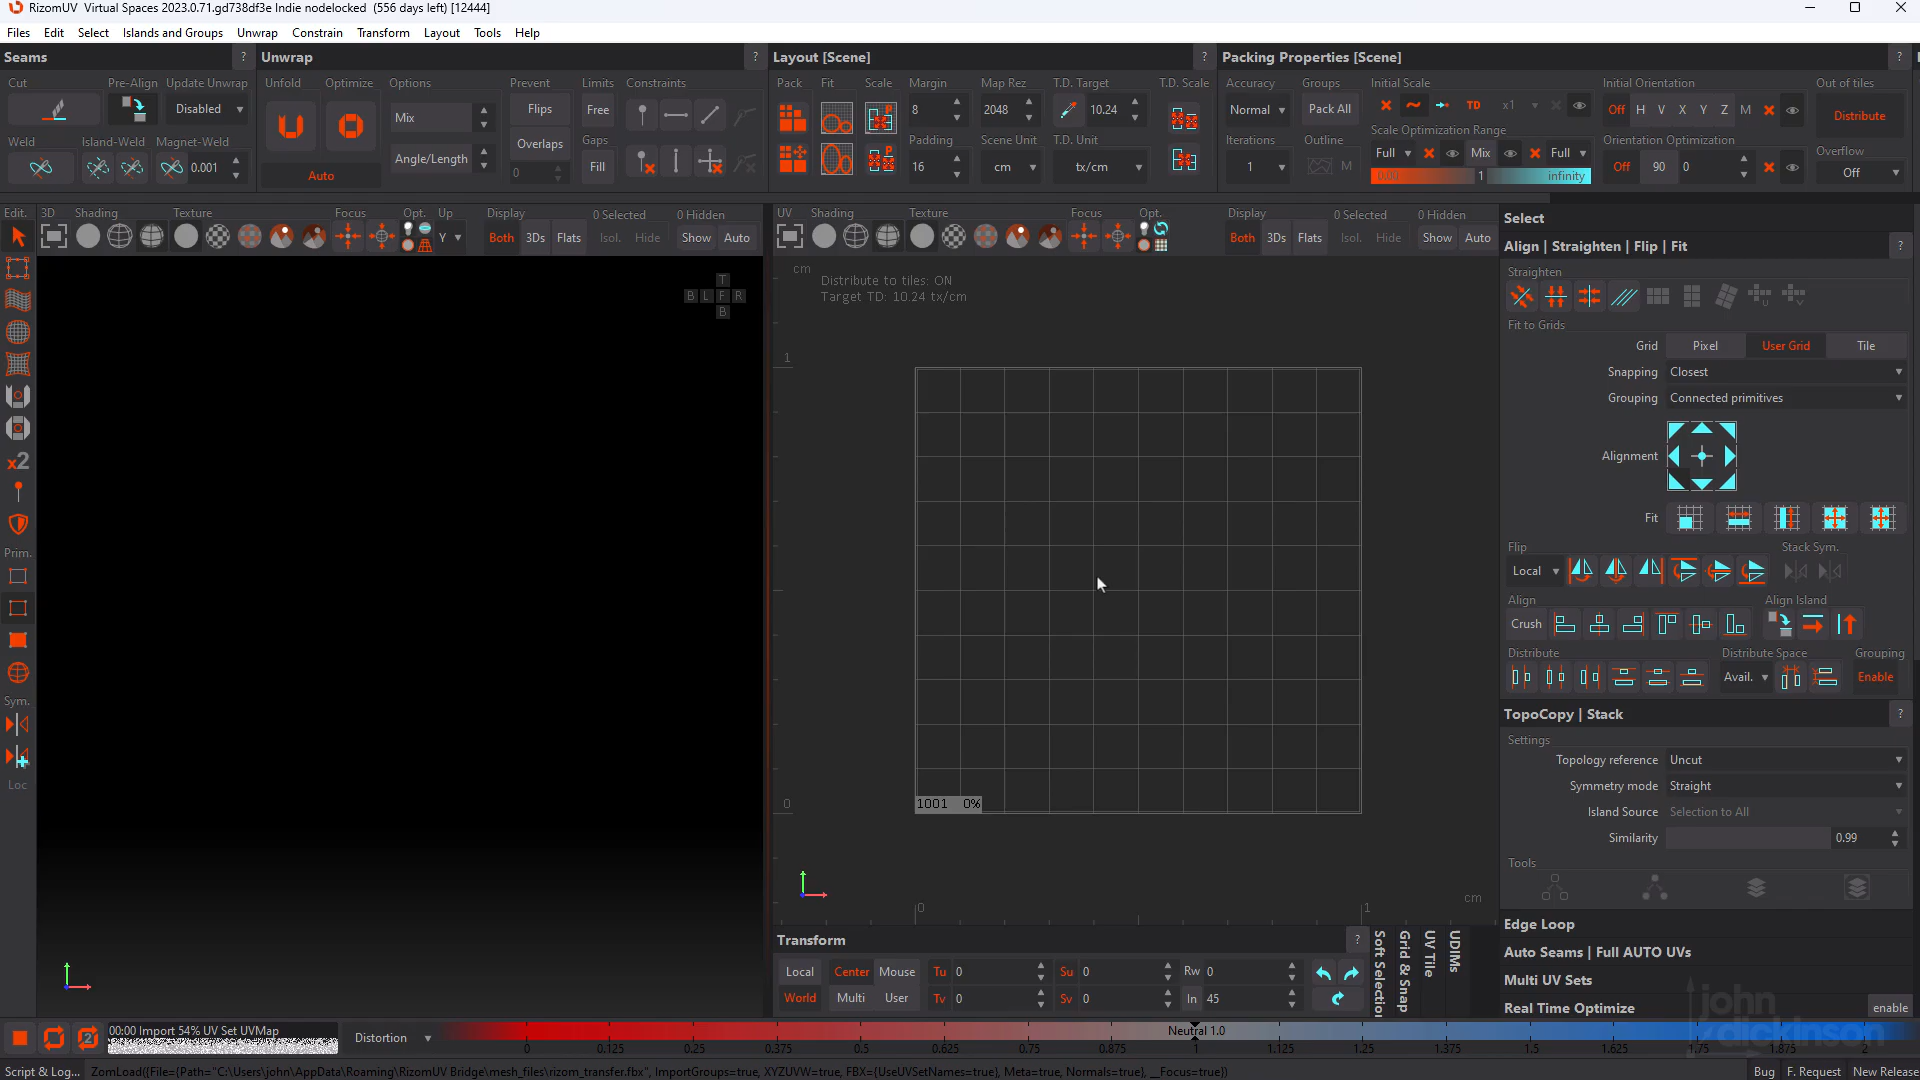 RizomUV  Virtual Spaces 2023.0.71.gd738df3e Indie nodelocked  (556 days left) [12444]
Files Edit Select Islands and Groups Unwrap Constrain Transform Layout Tools Help
Seams ? Unwrap ? Layout [Scene] ? Packing Properties [Scene] ?
Cut Pre-Align Update Unwrap Unfold Optimize Options Prevent Limits Constraints Pack Fit Scale Margin Map Rez T.D. Target T.D. Scale Accuracy Groups Initial Scale Initial Orientation Out of tiles
Disabled Mix Flips Free 8 2048 10.24 Normal Pack All TD x1 Off H V X Y Z M Distribute
Weld Island-Weld Magnet-Weld Overlaps Gaps Padding Scene Unit T.D. Unit Iterations Outline Scale Optimization Range Orientation Optimization Overflow
0.001 Auto Angle/Length 0 Fill 16 cm tx/cm 1 M Full Mix Full Off 90 0 Off
0.00 1 infinity
Edit. 3D Shading Texture Focus Opt. Up Display 0 Selected 0 Hidden UV Shading Texture Focus Opt. Display 0 Selected 0 Hidden Select
Y Both 3Ds Flats Isol. Hide Show Auto Both 3Ds Flats Isol. Hide Show Auto
Align | Straighten | Flip | Fit ?
cm
Distribute to tiles: ON
Target TD: 10.24 tx/cm
T
B L F R
B
Straighten
Fit to Grids
Grid Pixel User Grid Tile
Snapping Closest
Grouping Connected primitives
Alignment
Fit
Flip Stack Sym.
Local
Align Align Island
Crush
Distribute Distribute Space Grouping
Avail. Enable
x2
Prim.
Sym.
Loc
1
0
1001 0%
0 1 cm
TopoCopy | Stack ?
Settings
Topology reference Uncut
Symmetry mode Straight
Island Source Selection to All
Similarity 0.99
Tools
Edge Loop
Auto Seams | Full AUTO UVs
Multi UV Sets
Real Time Optimize enable
Transform ?
Local Center Mouse Tu 0 Su 0 Rw 0
World Multi User Tv 0 Sv 0 In 45
Soft Selection
Grid & Snap
UV Tile
UDIMs
john
dickinson
2 00:00 Import 54% UV Set UVMap Distortion Neutral 1.0
0 0.125 0.25 0.375 0.5 0.625 0.75 0.875 1 1.125 1.25 1.375 1.5 1.625 1.75 1.875 2
Script & Log... ZomLoad({File={Path="C:\Users\john\AppData\Roaming\RizomUV Bridge\mesh_files\rizom_transfer.fbx", ImportGroups=true, XYZUVW=true, FBX={UseUVSetNames=true}, Meta=true, Normals=true}, __Focus=true}) Bug F. Request New Release